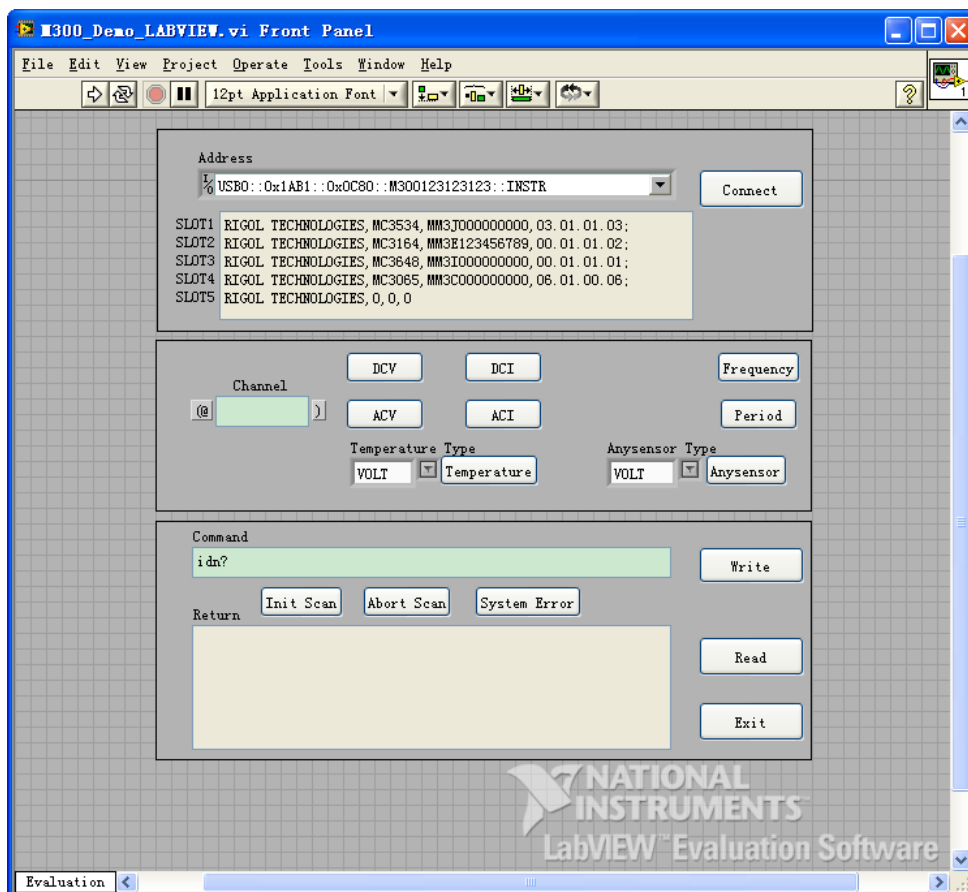 M300_Demo_LABVIEW.vi Front Panel
File Edit View Project Operate Tools Window Help
12pt Application Font
?
1
Address
I/O USB0::0x1AB1::0x0C80::M300123123123::INSTR
Connect
SLOT1 RIGOL TECHNOLOGIES,MC3534,MM3J000000000,03.01.01.03;
SLOT2 RIGOL TECHNOLOGIES,MC3164,MM3E123456789,00.01.01.02;
SLOT3 RIGOL TECHNOLOGIES,MC3648,MM3I000000000,00.01.01.01;
SLOT4 RIGOL TECHNOLOGIES,MC3065,MM3C000000000,06.01.00.06;
SLOT5 RIGOL TECHNOLOGIES,0,0,0
DCV DCI Frequency
Channel
(@ ) ACV ACI Period
Temperature Type Anysensor Type
VOLT Temperature VOLT Anysensor
Command
idn?
Write
Init Scan Abort Scan System Error
Return
Read
Exit
NATIONAL
INSTRUMENTS
LabVIEW™ Evaluation Software
Evaluation